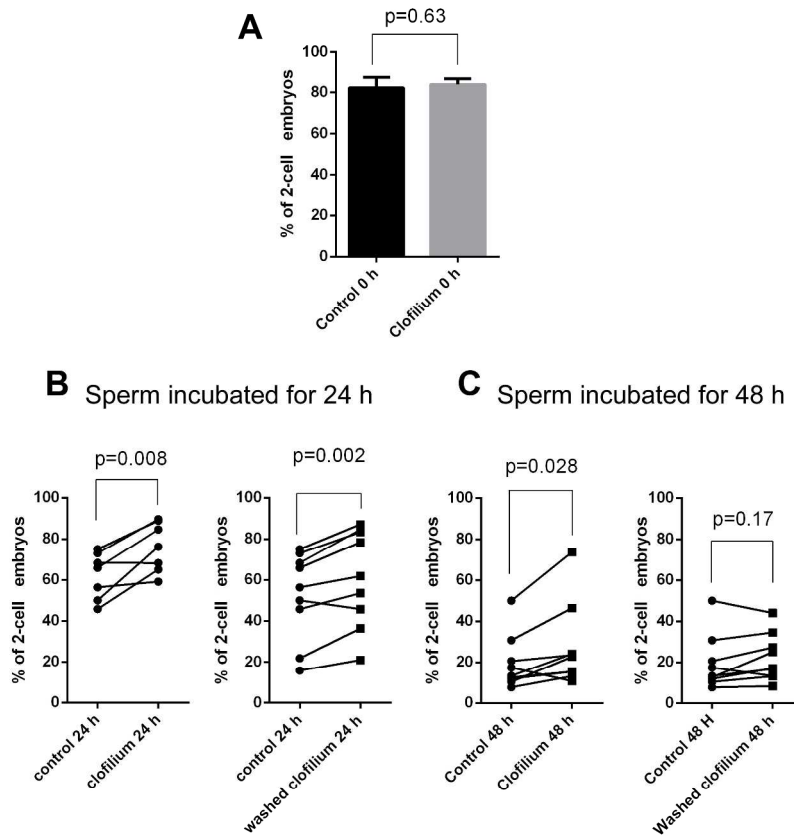 A
p=0.63
% of 2-cell embryos
100
80
60
40
20
0
Control 0 h
Clofilium 0 h
B Sperm incubated for 24 h
p=0.008
% of 2-cell embryos
100
80
60
40
20
0
control 24 h
clofilium 24 h
p=0.002
% of 2-cell embryos
100
80
60
40
20
0
control 24 h
washed clofilium 24 h
C Sperm incubated for 48 h
p=0.028
% of 2-cell embryos
100
80
60
40
20
0
Control 48 h
Clofilium 48 h
p=0.17
% of 2-cell embryos
100
80
60
40
20
0
Control 48 H
Washed clofilium 48 h